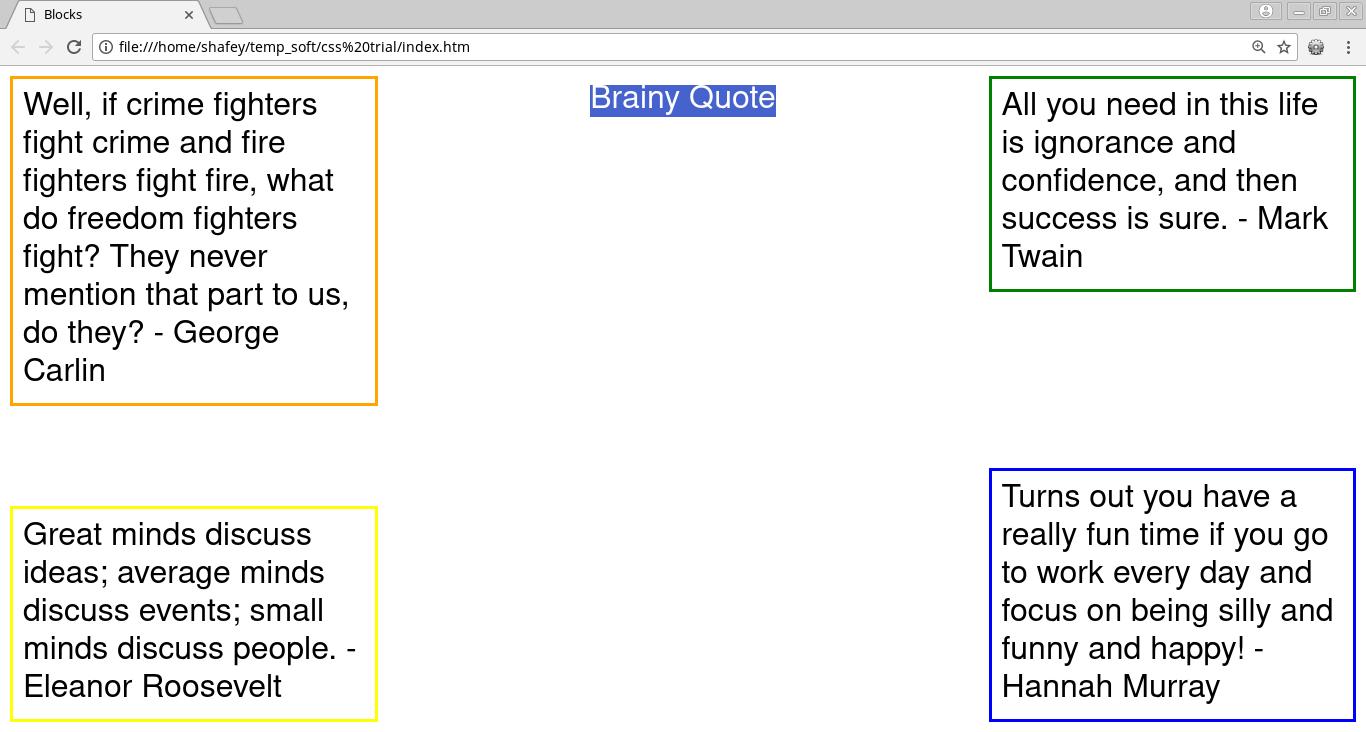 Blocks
file:///home/shafey/temp_soft/css%20trial/index.htm
Well, if crime fighters
fight crime and fire
fighters fight fire, what
do freedom fighters
fight? They never
mention that part to us,
do they? - George
Carlin
Brainy Quote
All you need in this life
is ignorance and
confidence, and then
success is sure. - Mark
Twain
Great minds discuss
ideas; average minds
discuss events; small
minds discuss people. -
Eleanor Roosevelt
Turns out you have a
really fun time if you go
to work every day and
focus on being silly and
funny and happy! -
Hannah Murray